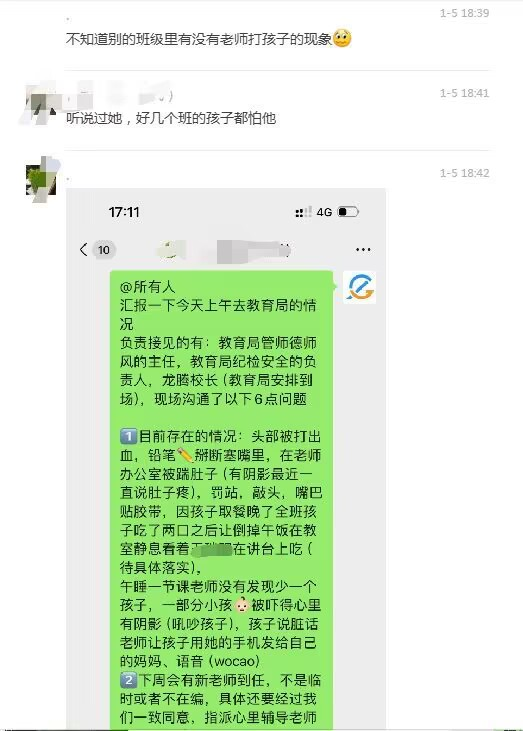 1-5 18:39
不知道别的班级里有没有老师打孩子的现象🥹
1-5 18:41
听说过她，好几个班的孩子都怕他
1-5 18:42
17:11
4G
10
@所有人
汇报一下今天上午去教育局的情
况
负责接见的有：教育局管师德师
风的主任，教育局纪检安全的负
责人，龙腾校长（教育局安排到
场），现场沟通了以下6点问题
1️⃣目前存在的情况：头部被打出
血，铅笔✏️掰断塞嘴里，在老师
办公室被踹肚子（有阴影最近一
直说肚子疼），罚站，敲头，嘴巴
贴胶带，因孩子取餐晚了全班孩
子吃了两口之后让倒掉午饭在教
室静息看着在讲台上吃（
待具体落实），
午睡一节课老师没有发现少一个
孩子，一部分小孩👶🏻被吓得心里
有阴影（吼吵孩子），孩子说脏话
老师让孩子用她的手机发给自己
的妈妈、语音（wocao）
2️⃣下周会有新老师到任，不是临
时或者不在编，具体还要经过我
们一致同意，指派心里辅导老师